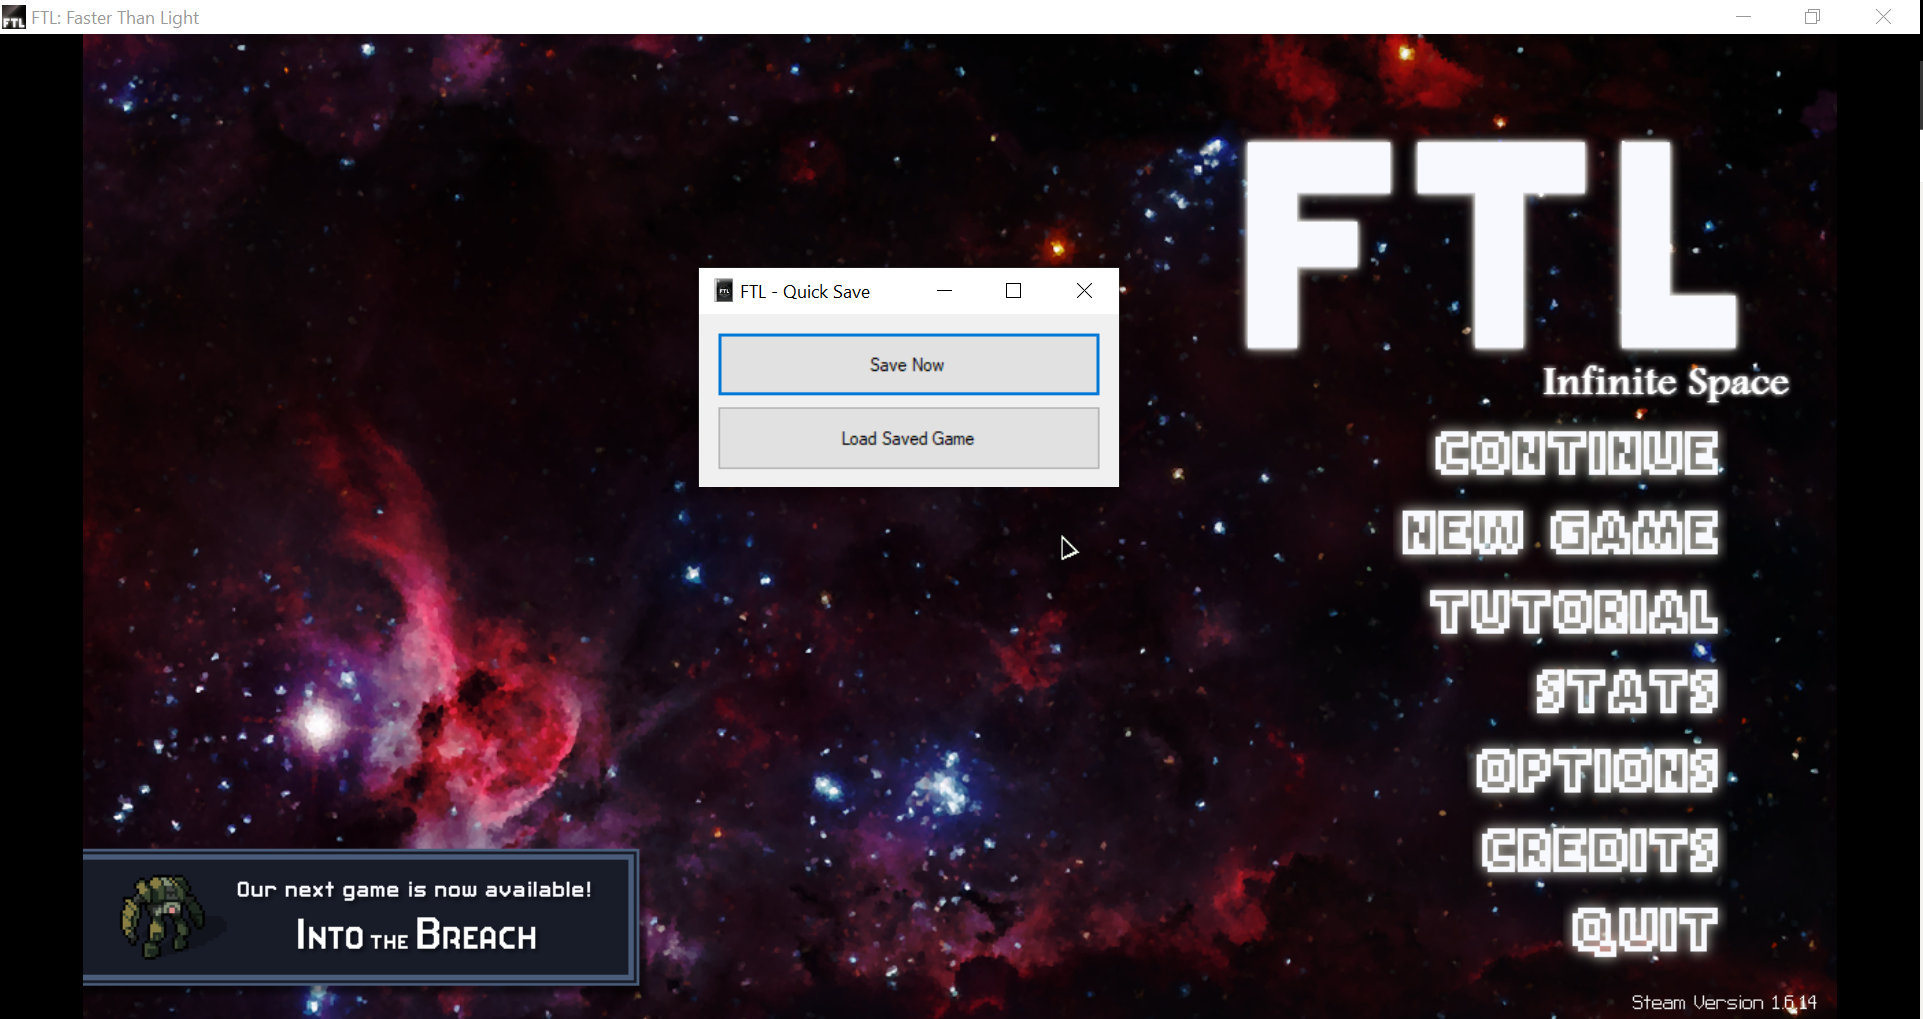 FTL: Faster Than Light
FTL
Infinite Space
FTL - Quick Save
Save Now
Load Saved Game
CONTINUE
NEW GAME
TUTORIAL
STATS
OPTIONS
CREDITS
QUIT
Our next game is now available!
INTO THE BREACH
Steam Version 1.6.14